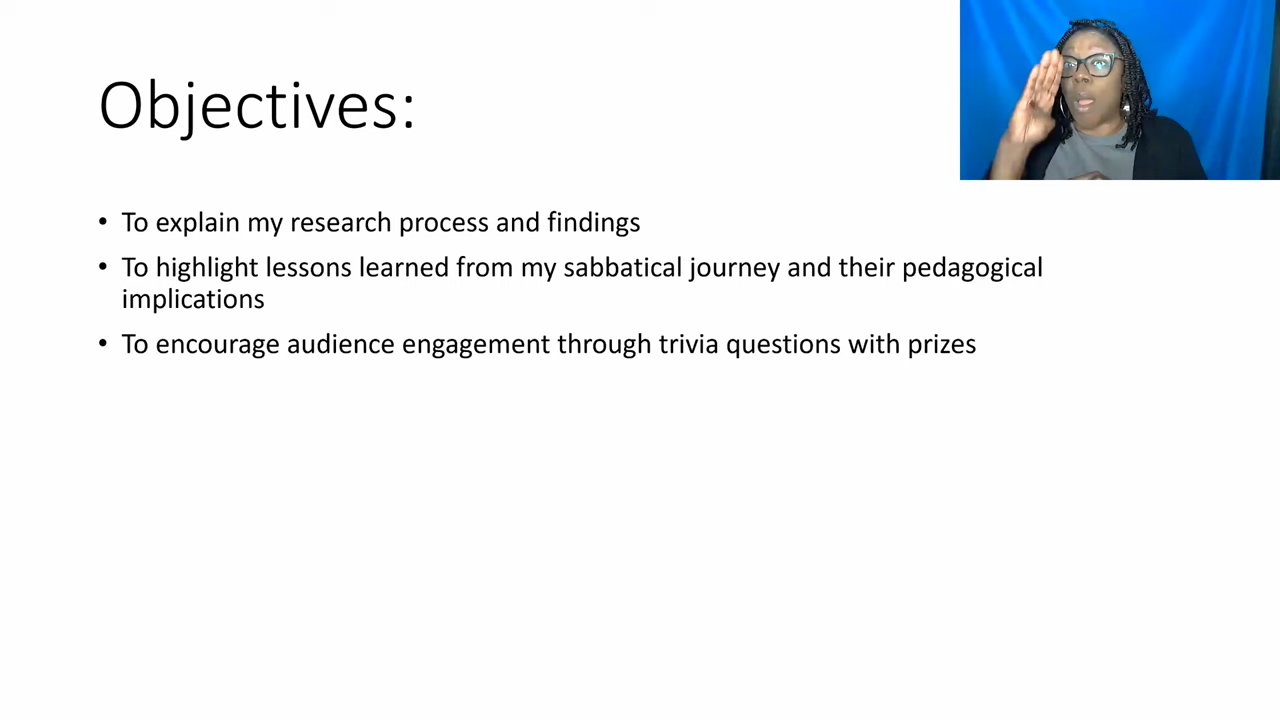 Objectives:
• To explain my research process and findings
• To highlight lessons learned from my sabbatical journey and their pedagogical
implications
• To encourage audience engagement through trivia questions with prizes